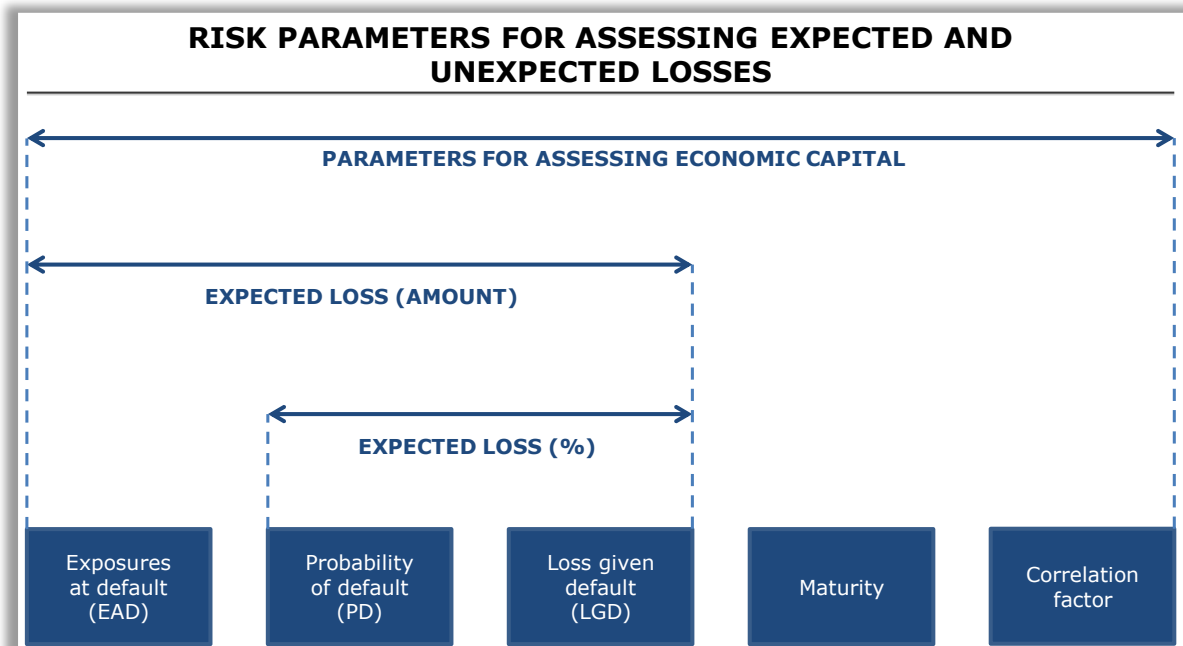 RISK PARAMETERS FOR ASSESSING EXPECTED AND
UNEXPECTED LOSSES
PARAMETERS FOR ASSESSING ECONOMIC CAPITAL
EXPECTED LOSS (AMOUNT)
EXPECTED LOSS (%)
Exposures
at default
(EAD)
Probability
of default
(PD)
Loss given
default
(LGD)
Maturity
Correlation
factor